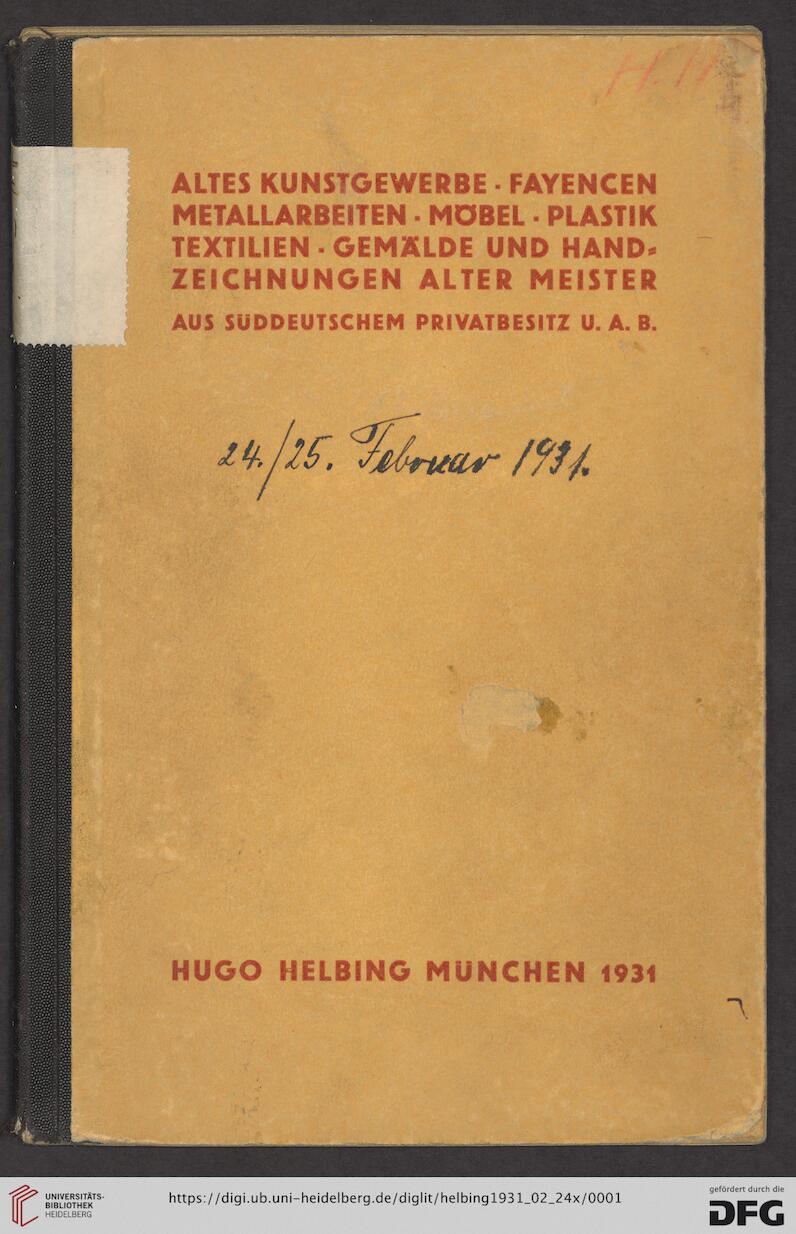 ALTES KUNSTGEWERBE · FAYENCEN
METALLARBEITEN · MÖBEL · PLASTIK
TEXTILIEN · GEMÄLDE UND HAND=
ZEICHNUNGEN ALTER MEISTER
AUS SÜDDEUTSCHEM PRIVATBESITZ U. A. B.
24./25. Februar 1931.
HUGO HELBING MÜNCHEN 1931
UNIVERSITÄTS-
BIBLIOTHEK
HEIDELBERG
https://digi.ub.uni-heidelberg.de/diglit/helbing1931_02_24x/0001
gefördert durch die
DFG